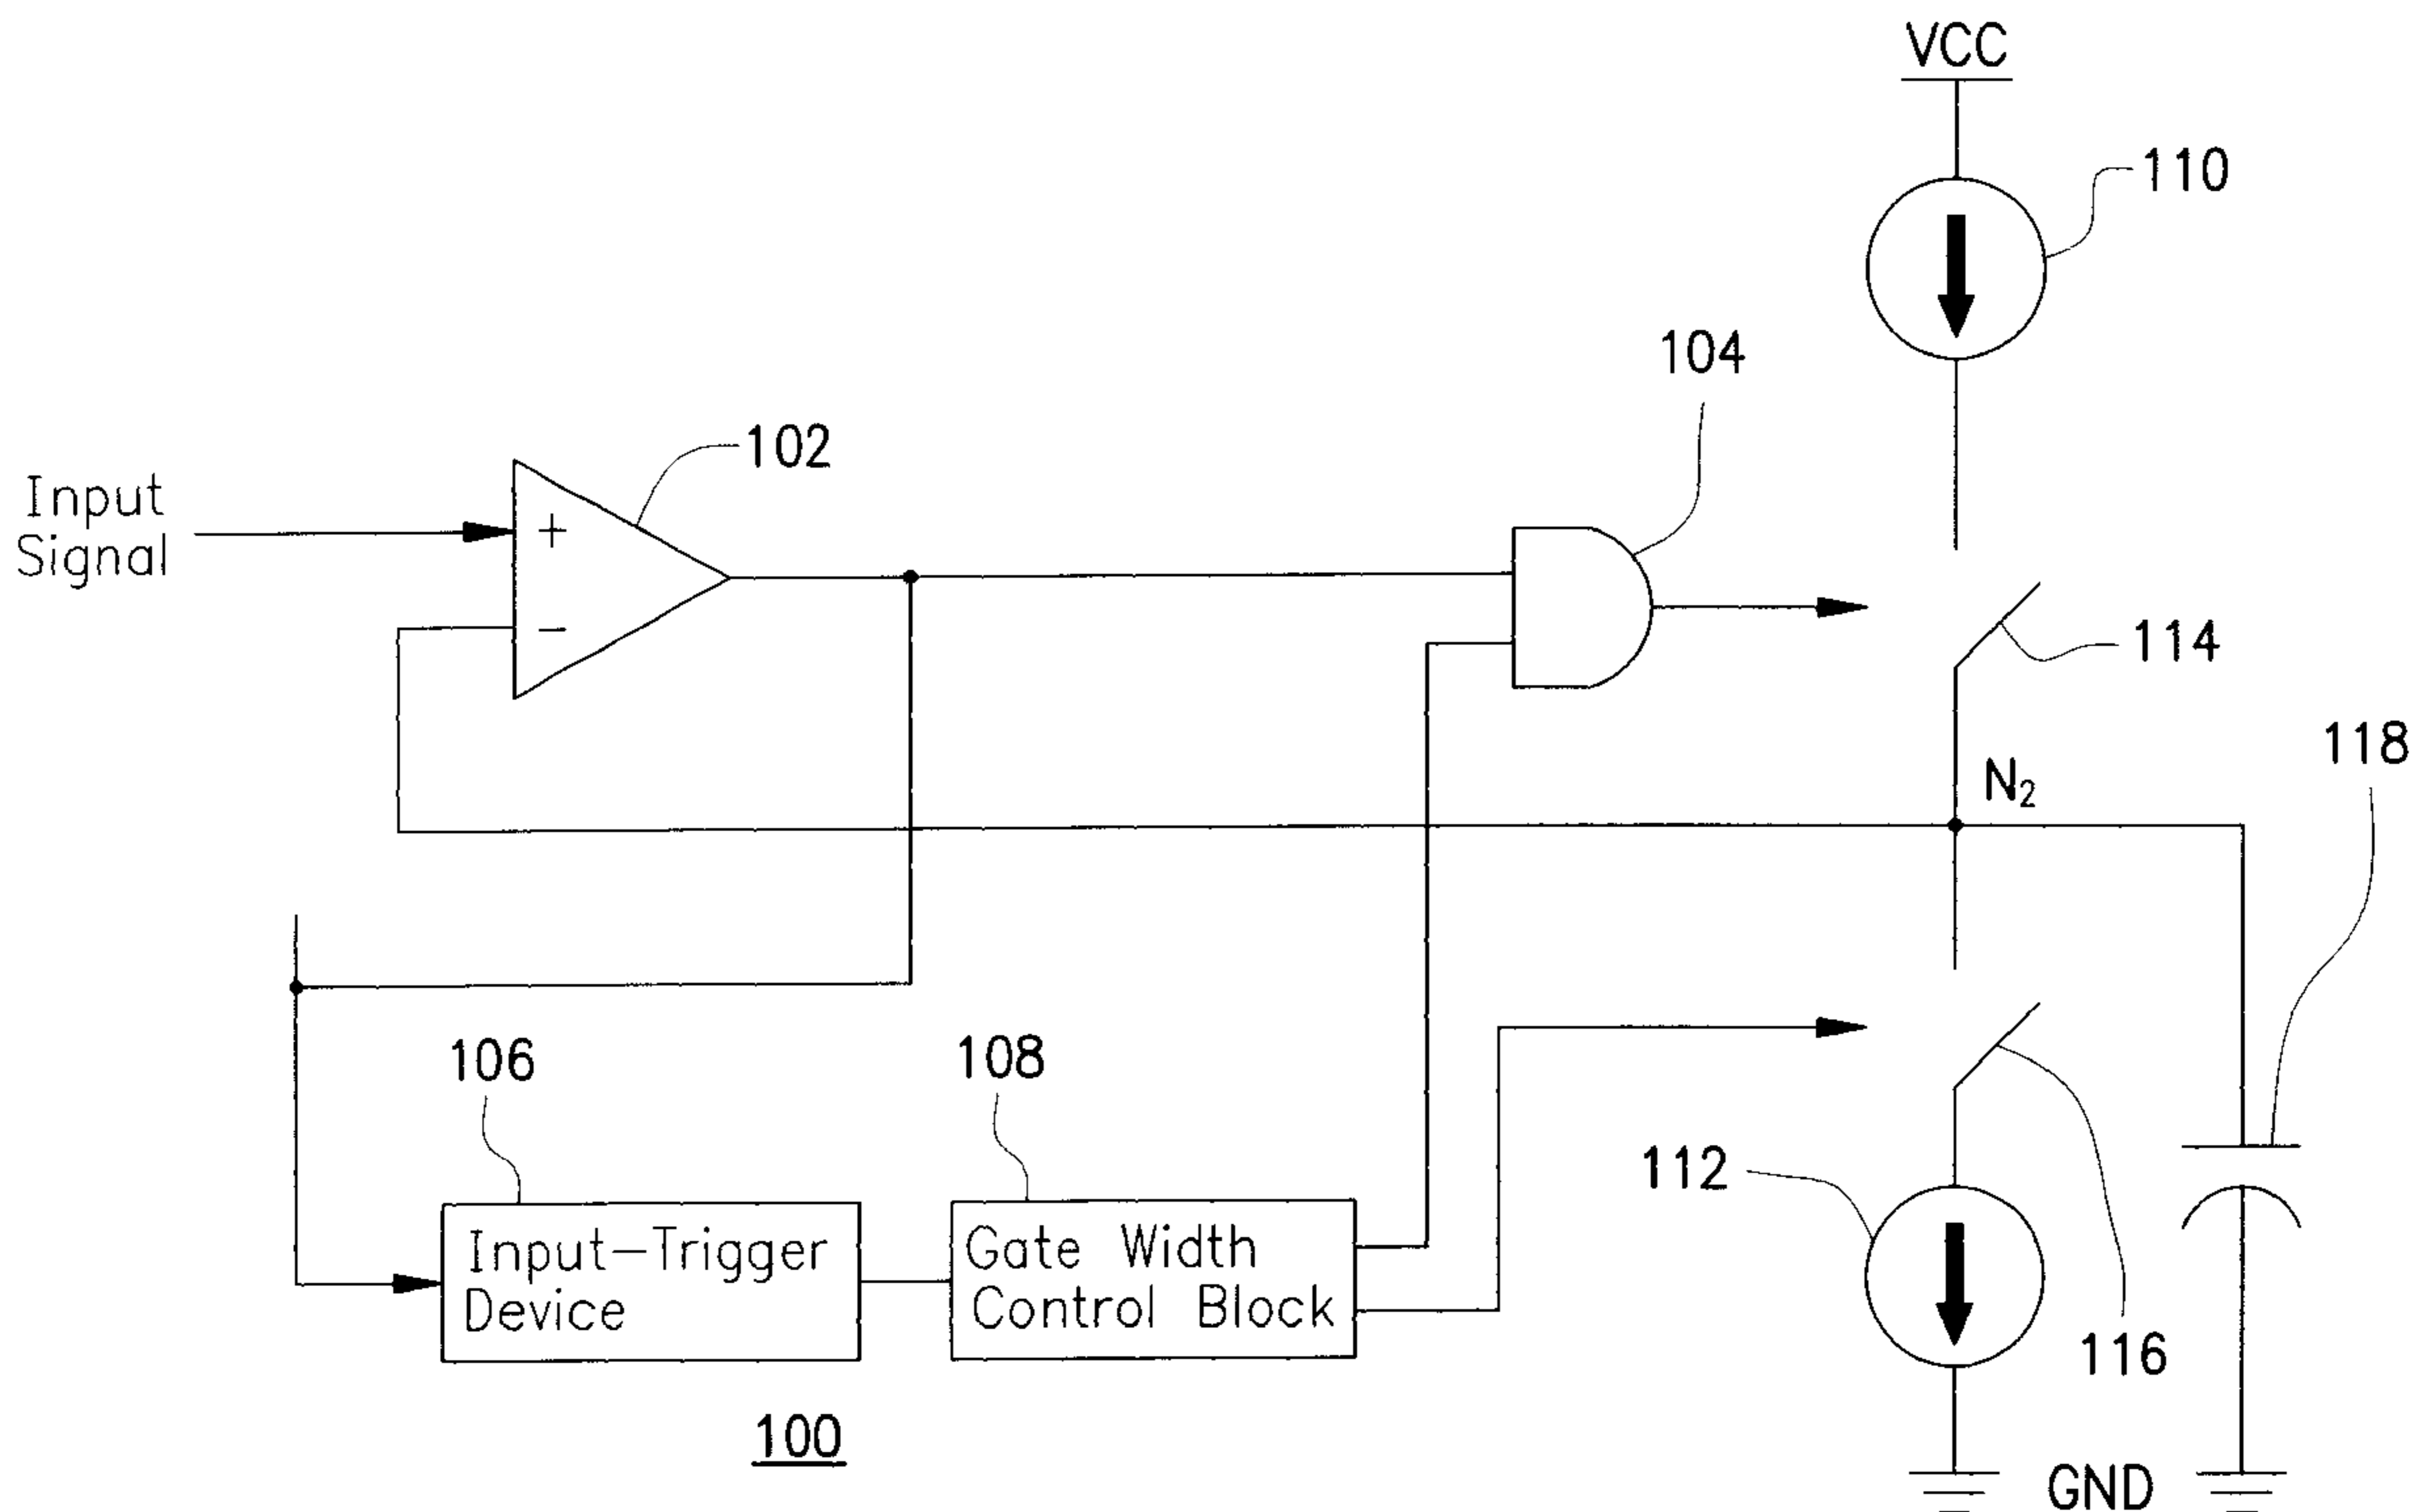 VCC
110
104
102
Input
Signal
+
−
114
118
N₂
106
108
112
Input-Trigger
Device
Gate Width
Control Block
116
100
GND